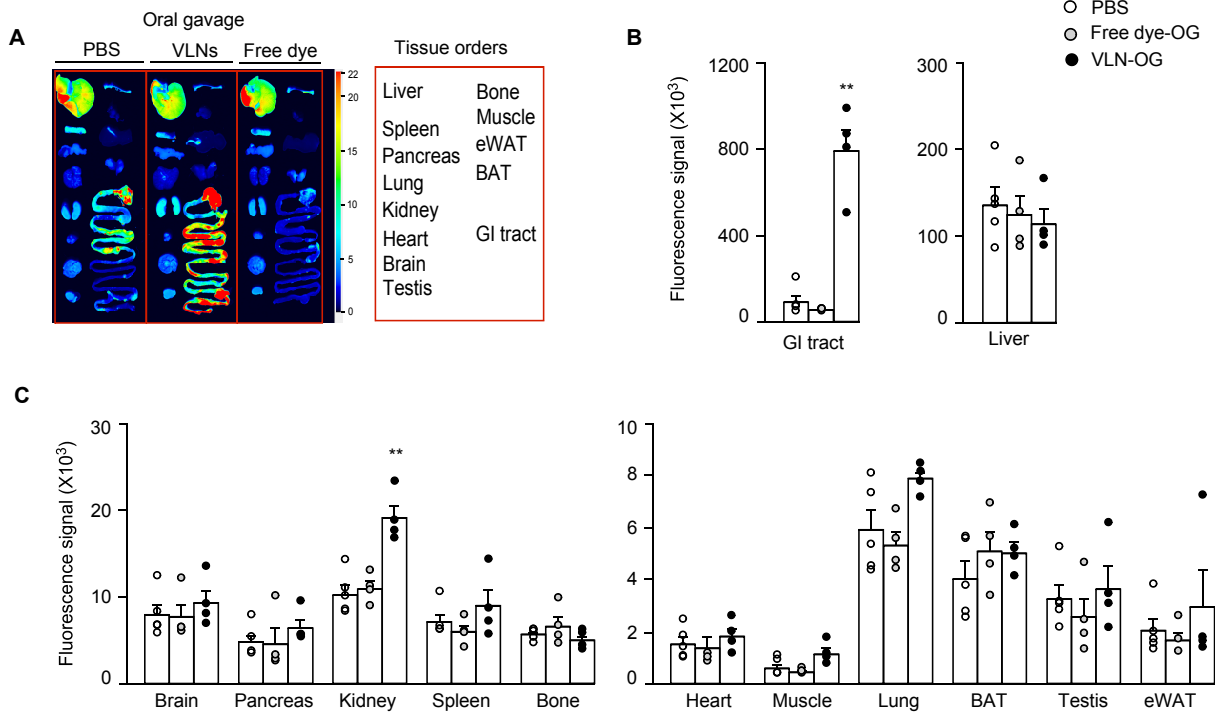 A
Oral gavage
PBS VLNs Free dye
Tissue orders
22
20
15
10
5
0
Liver
Spleen
Pancreas
Lung
Kidney
Heart
Brain
Testis
Bone
Muscle
eWAT
BAT
GI tract
B
PBS
Free dye-OG
VLN-OG
Fluorescence signal (X10³)
1200
800
400
0
**
GI tract
300
200
100
0
Liver
C
Fluorescence signal (X10³)
30
20
10
0
**
Brain Pancreas Kidney Spleen Bone
10
8
6
4
2
0
Heart Muscle Lung BAT Testis eWAT